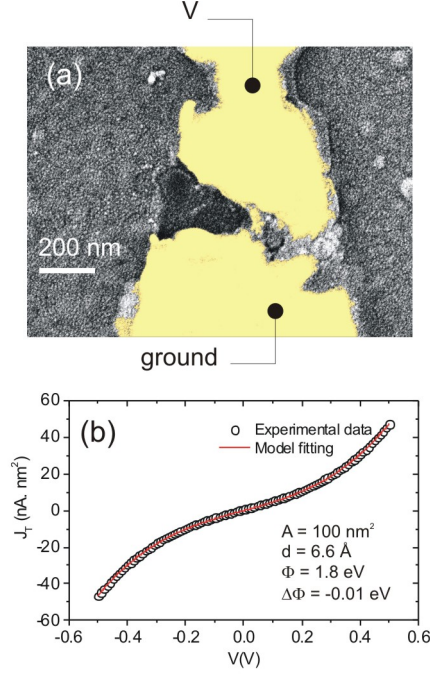 V
(a)
200 nm
ground
(b)
60
40
20
0
-20
-40
-60
J_T (nA. nm²)
Experimental data
Model fitting
A = 100 nm²
d = 6.6 Å
Φ = 1.8 eV
ΔΦ = -0.01 eV
-0.6 -0.4 -0.2 0.0 0.2 0.4 0.6
V(V)